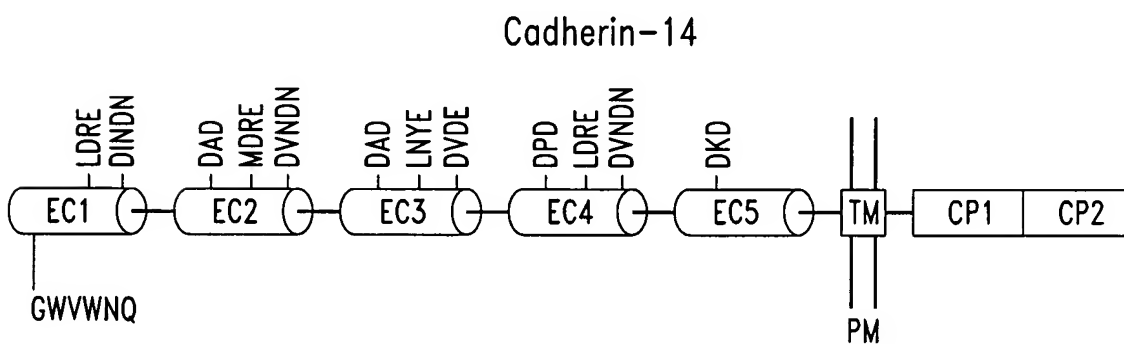 Cadherin-14
LDRE DINDN DAD MDRE DVNDN DAD LNYE DVDE DPD LDRE DVNDN DKD
EC1 EC2 EC3 EC4 EC5 TM CP1 CP2
GWVWNQ
PM